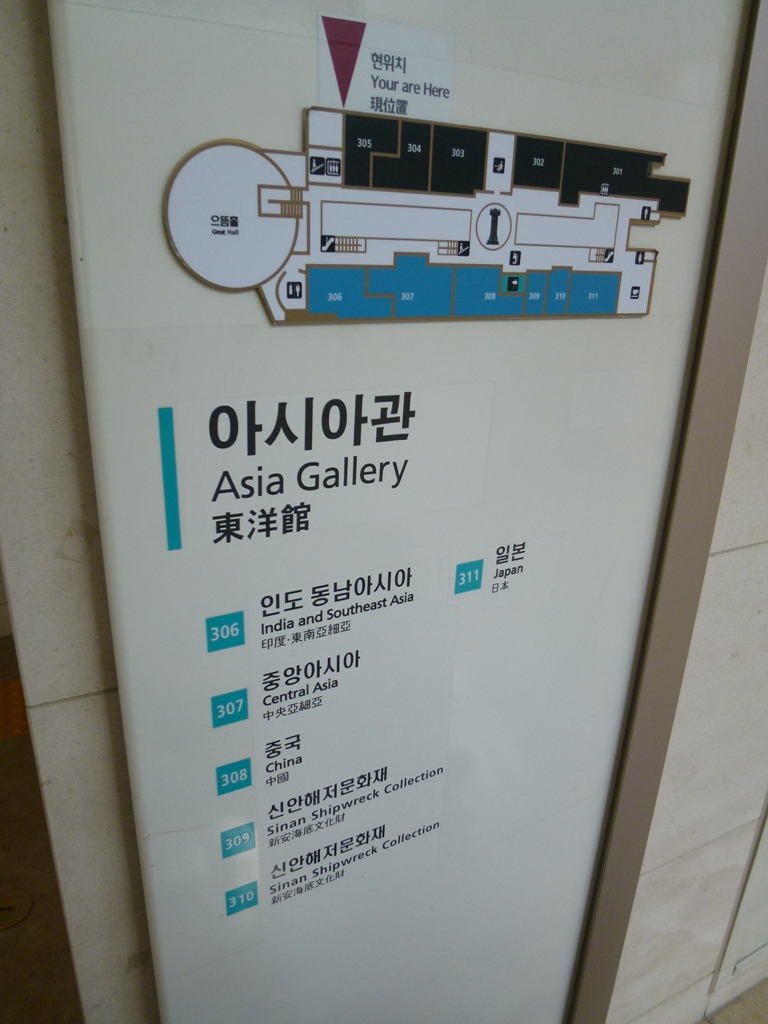 현위치
Your are Here
現位置
305
304
303
302
301
으뜸홀
Great Hall
306
307
308
309
310
311
아시아관
Asia Gallery
東洋館
306
인도 동남아시아
India and Southeast Asia
印度·東南亞細亞
307
중앙아시아
Central Asia
中央亞細亞
308
중국
China
中國
309
신안해저문화재
Sinan Shipwreck Collection
新安海底文化財
310
신안해저문화재
Sinan Shipwreck Collection
新安海底文化財
311
일본
Japan
日本